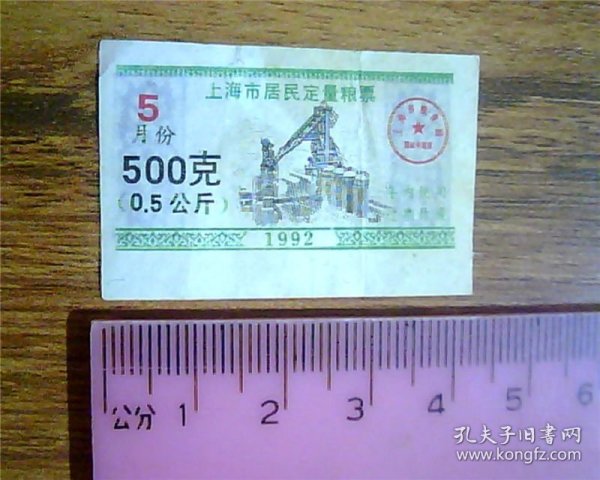 上海市居民定量粮票
5
月份
500克
(0.5公斤)
1992
公分 1 2 3 4 5 6
孔夫子旧书网
www.kongfz.com